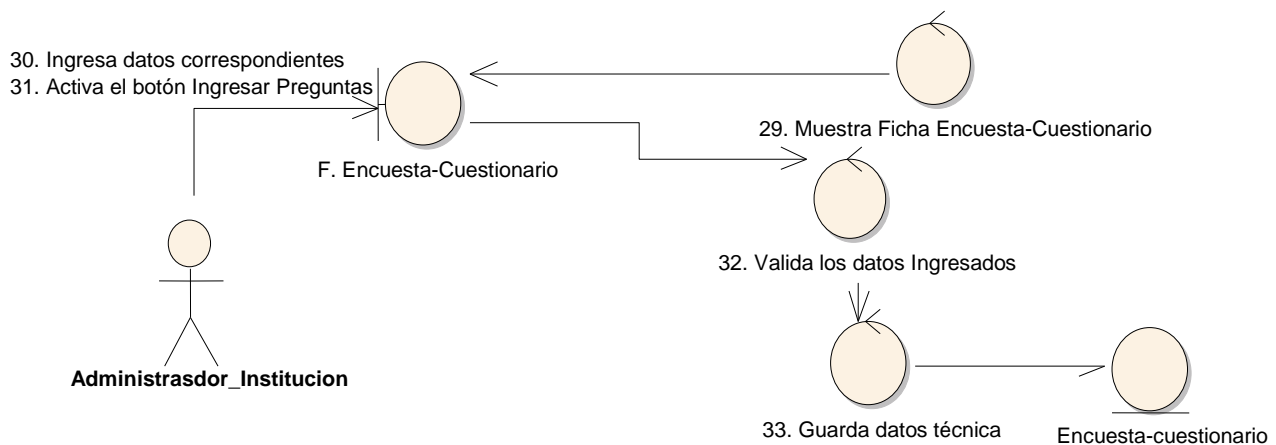 30. Ingresa datos correspondientes
31. Activa el botón Ingresar Preguntas
29. Muestra Ficha Encuesta-Cuestionario
F. Encuesta-Cuestionario
32. Valida los datos Ingresados
Administrasdor_Institucion
33. Guarda datos técnica
Encuesta-cuestionario